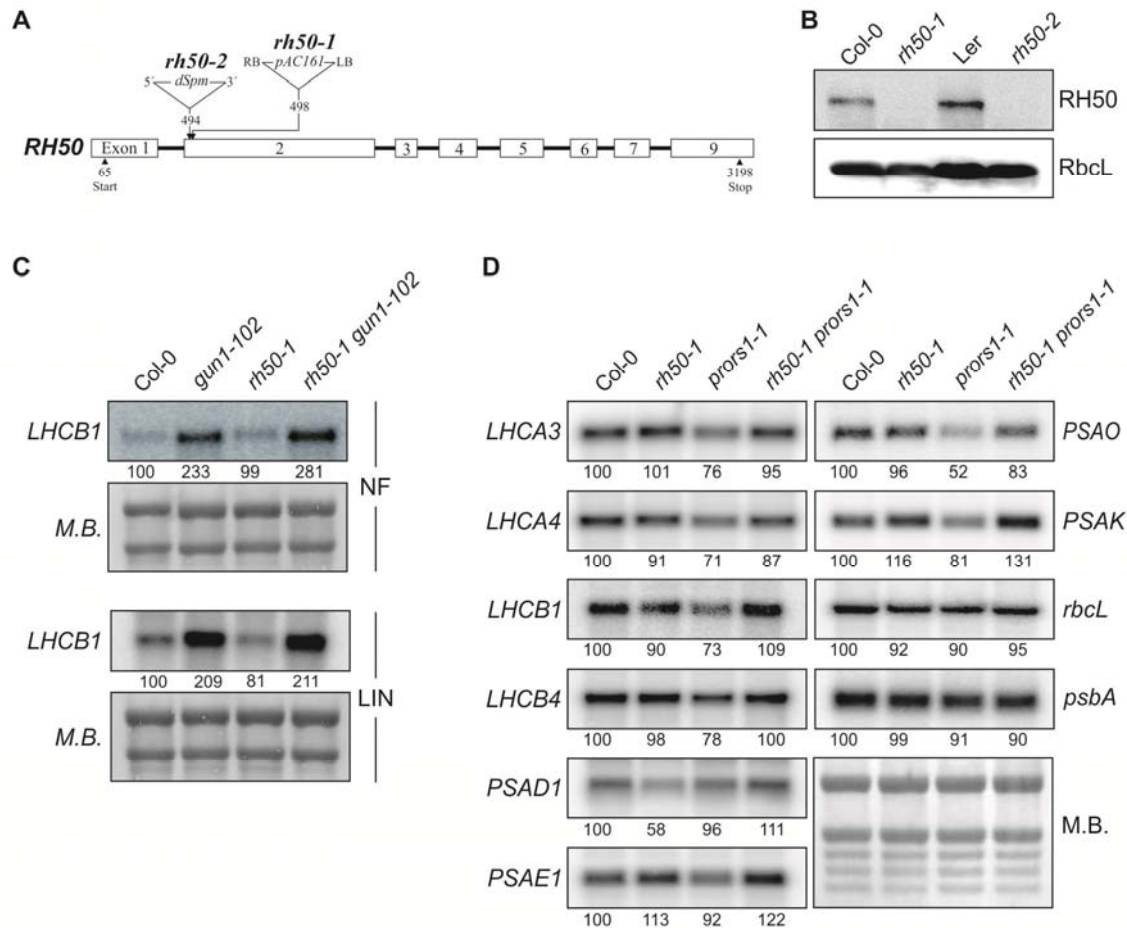 A
rh50-2
rh50-1
5´ dSpm 3´
RB pAC161 LB
494
498
RH50
Exon 1 2 3 4 5 6 7 9
65
Start
3198
Stop
B
Col-0 rh50-1 Ler rh50-2
RH50
RbcL
C
Col-0 gun1-102 rh50-1 rh50-1 gun1-102
LHCB1
100 233 99 281
M.B.
NF
LHCB1
100 209 81 211
M.B.
LIN
D
Col-0 rh50-1 prors1-1 rh50-1 prors1-1
LHCA3
100 101 76 95
LHCA4
100 91 71 87
LHCB1
100 90 73 109
LHCB4
100 98 78 100
PSAD1
100 58 96 111
PSAE1
100 113 92 122
Col-0 rh50-1 prors1-1 rh50-1 prors1-1
PSAO
100 96 52 83
PSAK
100 116 81 131
rbcL
100 92 90 95
psbA
100 99 91 90
M.B.